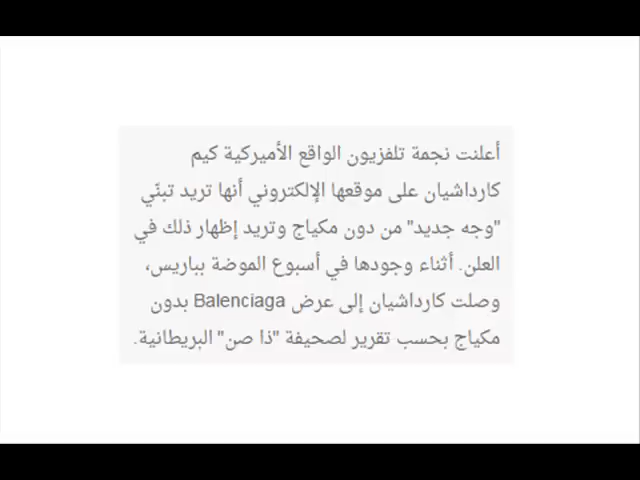 أعلنت نجمة تلفزيون الواقع الأميركية كيم
كارداشيان على موقعها الإلكتروني أنها تريد تبنّي
"وجه جديد" من دون مكياج وتريد إظهار ذلك في
العلن. أثناء وجودها في أسبوع الموضة بباريس،
وصلت كارداشيان إلى عرض Balenciaga بدون
مكياج بحسب تقرير لصحيفة "ذا صن" البريطانية.